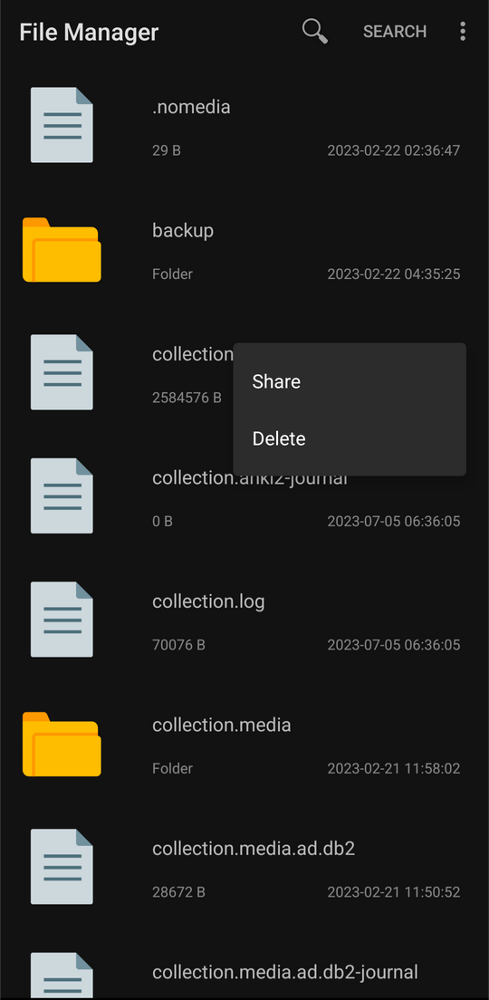 File Manager
SEARCH
.nomedia
29 B
2023-02-22 02:36:47
backup
Folder
2023-02-22 04:35:25
collection
2584576 B
Share
Delete
collection.anki2-journal
0 B
2023-07-05 06:36:05
collection.log
70076 B
2023-07-05 06:36:05
collection.media
Folder
2023-02-21 11:58:02
collection.media.ad.db2
28672 B
2023-02-21 11:50:52
collection.media.ad.db2-journal